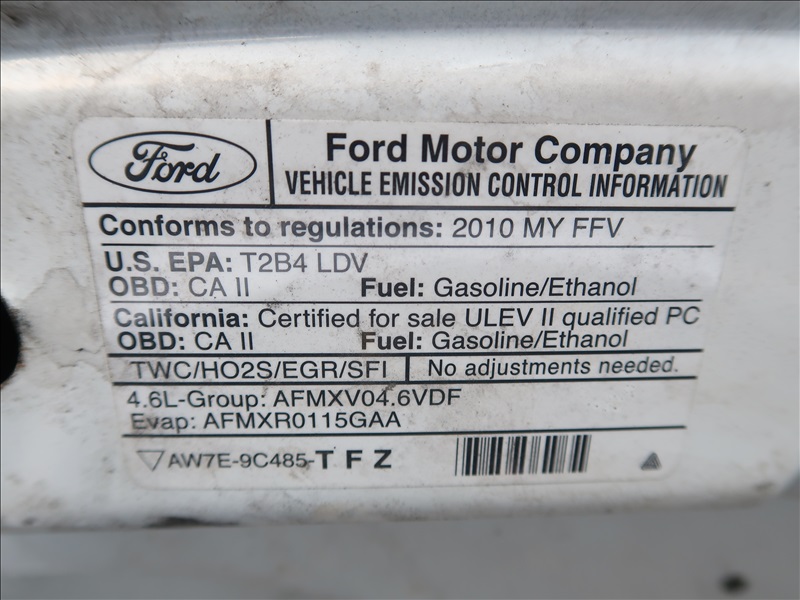 Ford
Ford Motor Company
VEHICLE EMISSION CONTROL INFORMATION
Conforms to regulations: 2010 MY FFV
U.S. EPA: T2B4 LDV
OBD: CA II Fuel: Gasoline/Ethanol
California: Certified for sale ULEV II qualified PC
OBD: CA II Fuel: Gasoline/Ethanol
TWC/HO2S/EGR/SFI No adjustments needed.
4.6L-Group: AFMXV04.6VDF
Evap: AFMXR0115GAA
AW7E-9C485-T F Z